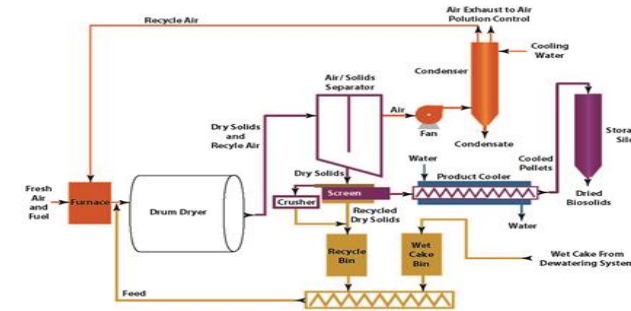 Recycle Air
Air Exhaust to Air
Polution Control
Cooling
Water
Condenser
Air/Solids
Separator
Air
Fan
Condensate
Dry Solids
and
Recyle Air
Water
Cooled
Pellets
Storage
Silo
Dry Solids
Product Cooler
Fresh
Air
and
Fuel
Furnace
Drum Dryer
Crusher
Screen
Dried
Biosolids
Recycled
Dry Solids
Water
Recycle
Bin
Wet
Cake
Bin
Wet Cake From
Dewatering System
Feed